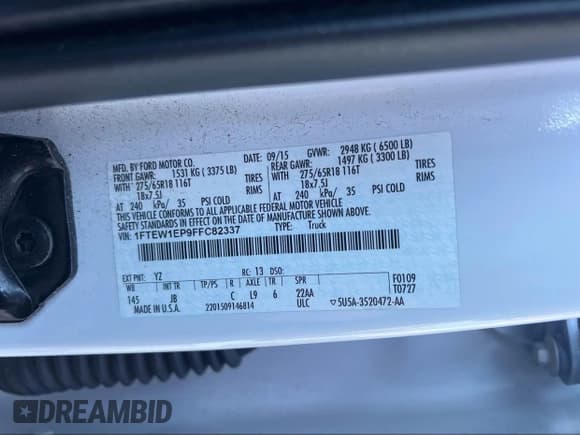 MFD. BY FORD MOTOR CO. 09/15 GVWR: 2948 KG ( 6500 LB)
FRONT GAWR: 1531 KG ( 3375 LB) REAR GAWR: 1497 KG ( 3300 LB)
WITH 275/65R18 116T TIRES WITH 275/65R18 116T TIRES
18x7.5J RIMS 18x7.5J RIMS
AT 240 kPa/ 35 PSI COLD AT 240 kPa/ 35 PSI COLD
THIS VEHICLE CONFORMS TO ALL APPLICABLE FEDERAL MOTOR VEHICLE
SAFETY STANDARDS IN EFFECT ON THE DATE OF MANUFACTURE SHOWN ABOVE.
VIN: 1FTEW1EP9FFC82337 TYPE: Truck
EXT PNT: YZ RC: 13 DSO: F0109
WB INT TR TP/PS R AXLE TR SPR T0727
145 JB C L9 6 22AA
MADE IN U.S.A. 2201509146814 ULC 5U5A-3520472-AA
DREAMBID